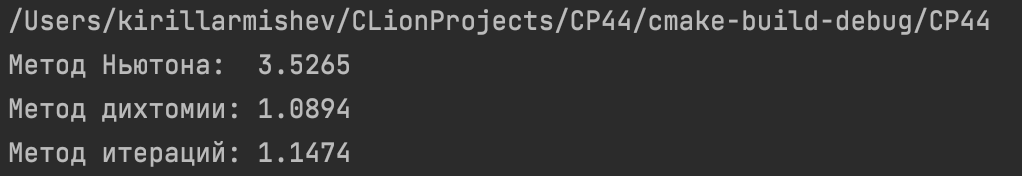 /Users/kirillarmishev/CLionProjects/CP44/cmake-build-debug/CP44
Метод Ньютона:  3.5265
Метод дихтомии: 1.0894
Метод итераций: 1.1474